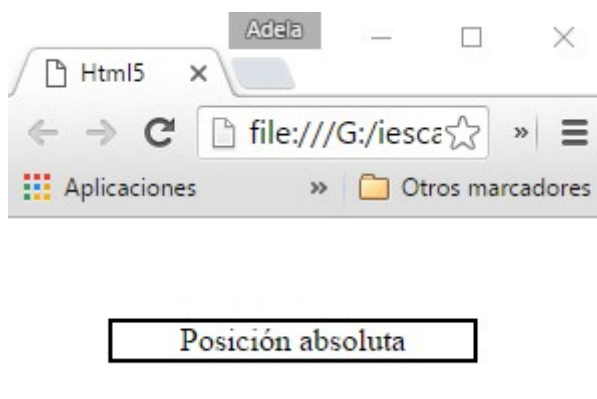 Adela
Html5
file:///G:/iesca
Aplicaciones » Otros marcadores
Posición absoluta